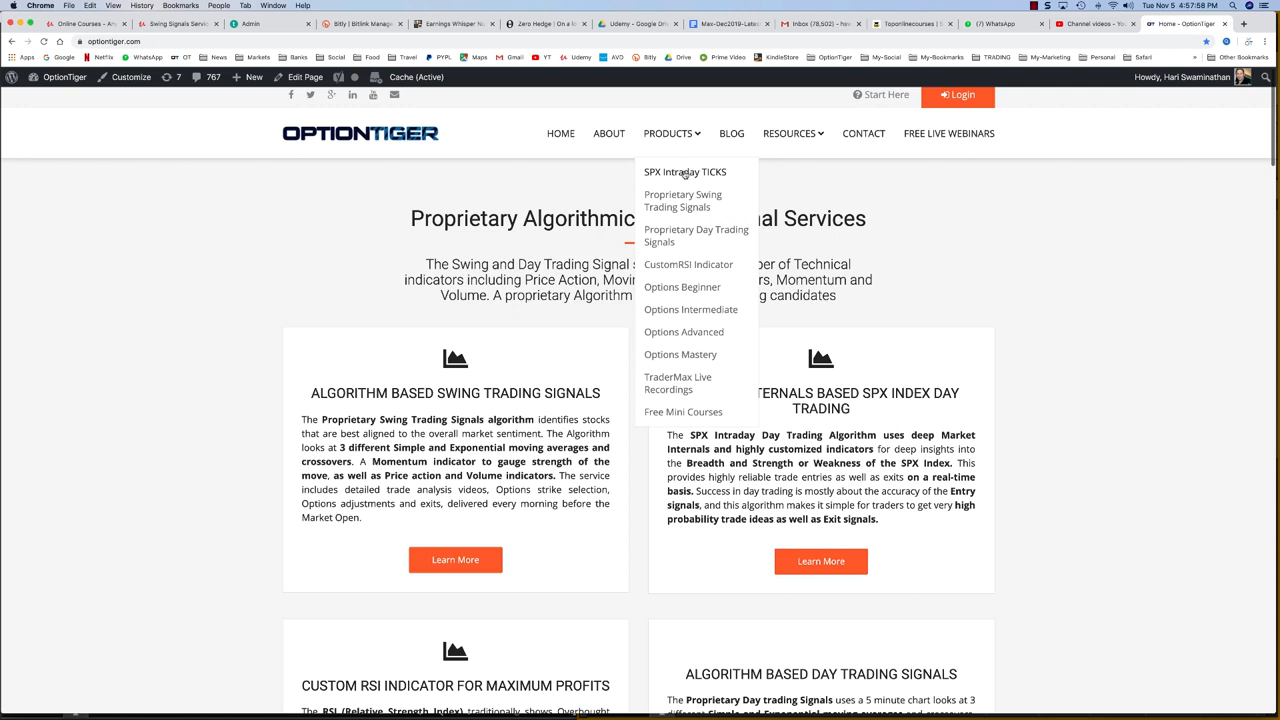 Chrome File Edit View History Bookmarks People Tab Window Help
Tue Nov 5 4:57:58 PM
Online Courses - An
Swing Signals Servic
Admin
Bitly | Bitlink Manage
Earnings Whisper Nu
Zero Hedge | On a lo
Udemy - Google Driv
Max-Dec2019-Latest
Inbox (78,502) - hav
Toponlinecourses | Z
(7) WhatsApp
Channel videos - You
Home - OptionTiger
optiontiger.com
Apps Google Netflix WhatsApp OT News Markets Banks Social Food Travel PYPL Maps Gmail YT Udemy AVD Bitly Drive Prime Video KindleStore OptionTiger My-Social My-Bookmarks TRADING My-Marketing Personal Safari Other Bookmarks
OptionTiger Customize 7 767 New Edit Page Cache (Active) Howdy, Hari Swaminathan
Start Here Login
OPTIONTIGER HOME ABOUT PRODUCTS BLOG RESOURCES CONTACT FREE LIVE WEBINARS
SPX Intraday TICKS
Proprietary Swing
Trading Signals
Proprietary Day Trading
Signals
CustomRSI Indicator
Options Beginner
Options Intermediate
Options Advanced
Options Mastery
TraderMax Live
Recordings
Free Mini Courses
Proprietary Algorithmic nal Services
The Swing and Day Trading Signal s ber of Technical
indicators including Price Action, Movin rs, Momentum and
Volume. A proprietary Algorithm ng candidates
ALGORITHM BASED SWING TRADING SIGNALS
The Proprietary Swing Trading Signals algorithm identifies stocks
that are best aligned to the overall market sentiment. The Algorithm
looks at 3 different Simple and Exponential moving averages and
crossovers. A Momentum indicator to gauge strength of the
move, as well as Price action and Volume indicators. The service
includes detailed trade analysis videos, Options strike selection,
Options adjustments and exits, delivered every morning before the
Market Open.
Learn More
TERNALS BASED SPX INDEX DAY
TRADING
The SPX Intraday Day Trading Algorithm uses deep Market
Internals and highly customized indicators for deep insights into
the Breadth and Strength or Weakness of the SPX Index. This
provides highly reliable trade entries as well as exits on a real-time
basis. Success in day trading is mostly about the accuracy of the Entry
signals, and this algorithm makes it simple for traders to get very high
probability trade ideas as well as Exit signals.
Learn More
CUSTOM RSI INDICATOR FOR MAXIMUM PROFITS
The RSI (Relative Strength Index) traditionally shows Overbought
ALGORITHM BASED DAY TRADING SIGNALS
The Proprietary Day trading Signals uses a 5 minute chart looks at 3
different Simple and Exponential moving averages and crossovers